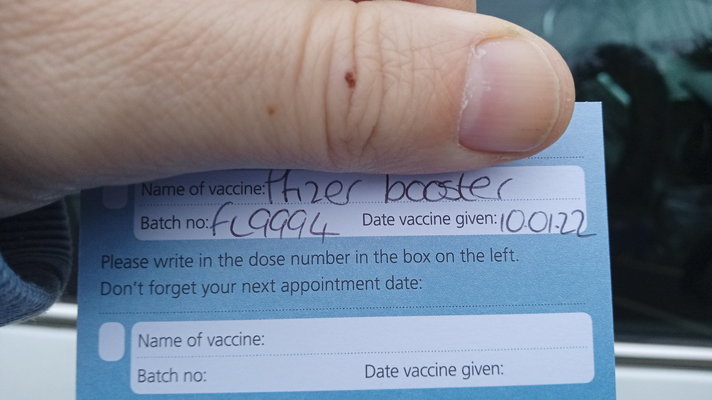 Name of vaccine: Pfizer booster
Batch no: FL9994 Date vaccine given: 10.01.22
Please write in the dose number in the box on the left.
Don't forget your next appointment date:
Name of vaccine:
Batch no: Date vaccine given: